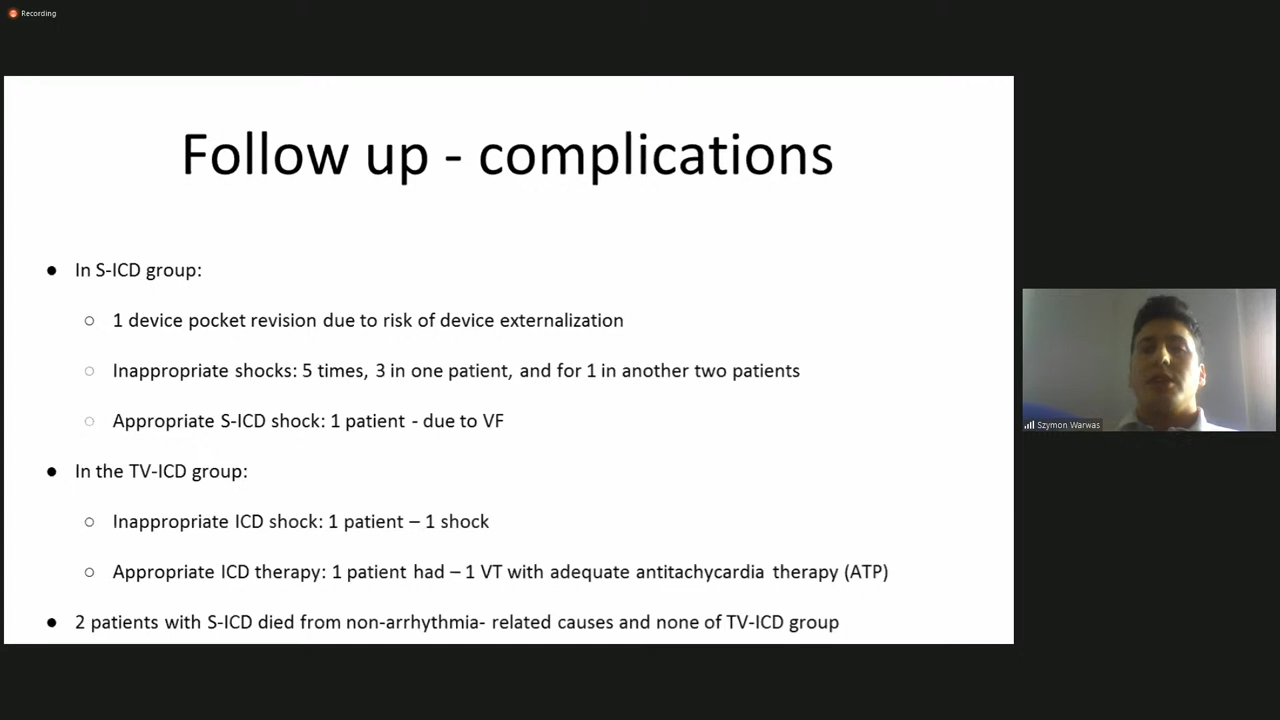 Recording
Follow up - complications
● In S-ICD group:
○ 1 device pocket revision due to risk of device externalization
○ Inappropriate shocks: 5 times, 3 in one patient, and for 1 in another two patients
○ Appropriate S-ICD shock: 1 patient - due to VF
● In the TV-ICD group:
○ Inappropriate ICD shock: 1 patient – 1 shock
○ Appropriate ICD therapy: 1 patient had – 1 VT with adequate antitachycardia therapy (ATP)
● 2 patients with S-ICD died from non-arrhythmia- related causes and none of TV-ICD group
Szymon Warwas